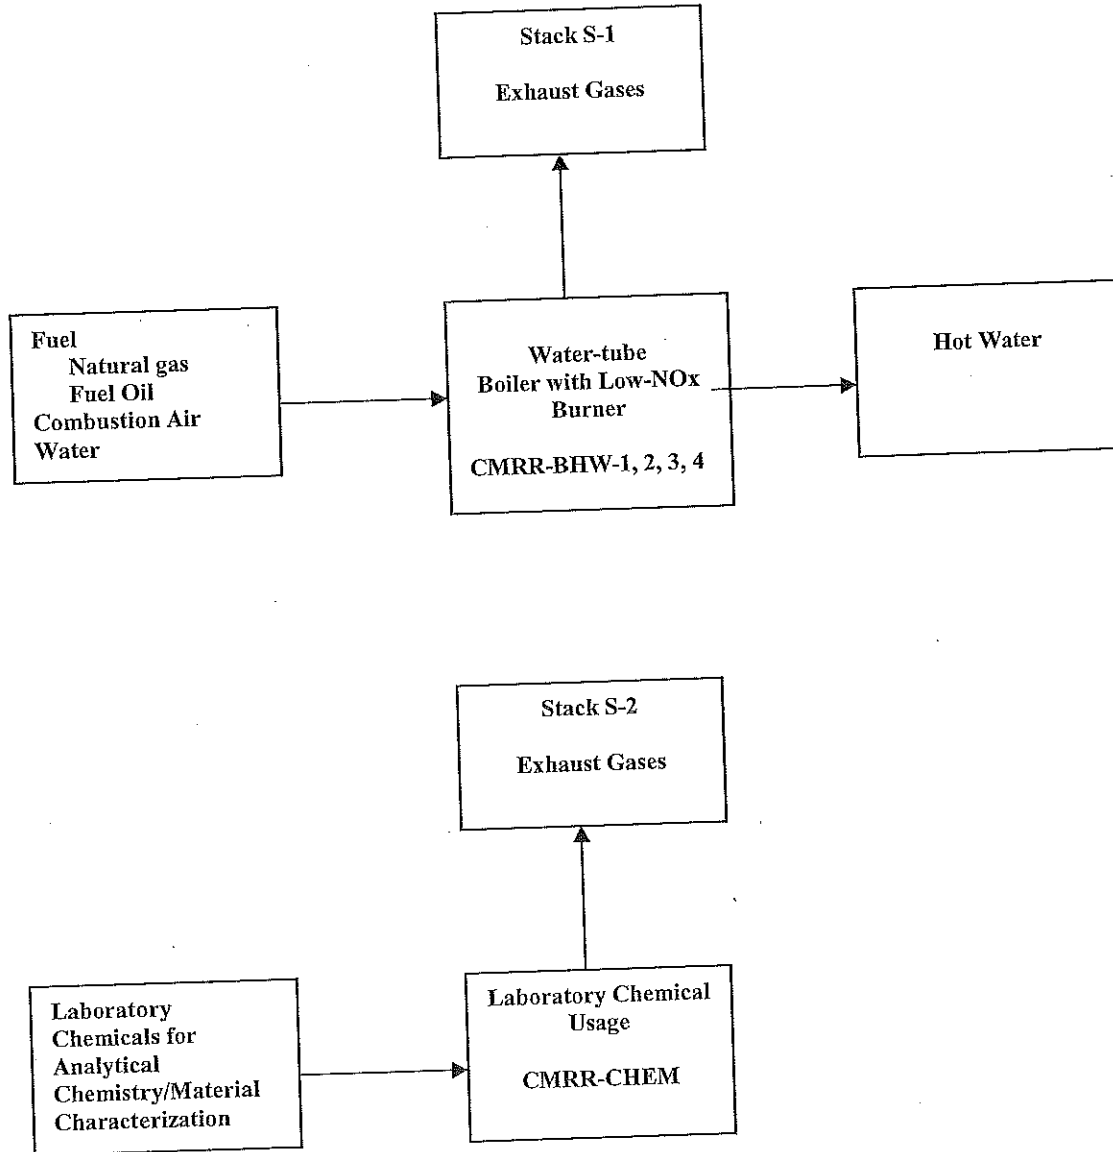 Stack S-1
Exhaust Gases
Fuel
Natural gas
Fuel Oil
Combustion Air
Water
Water-tube
Boiler with Low-NOx
Burner
CMRR-BHW-1, 2, 3, 4
Hot Water
Stack S-2
Exhaust Gases
Laboratory
Chemicals for
Analytical
Chemistry/Material
Characterization
Laboratory Chemical
Usage
CMRR-CHEM